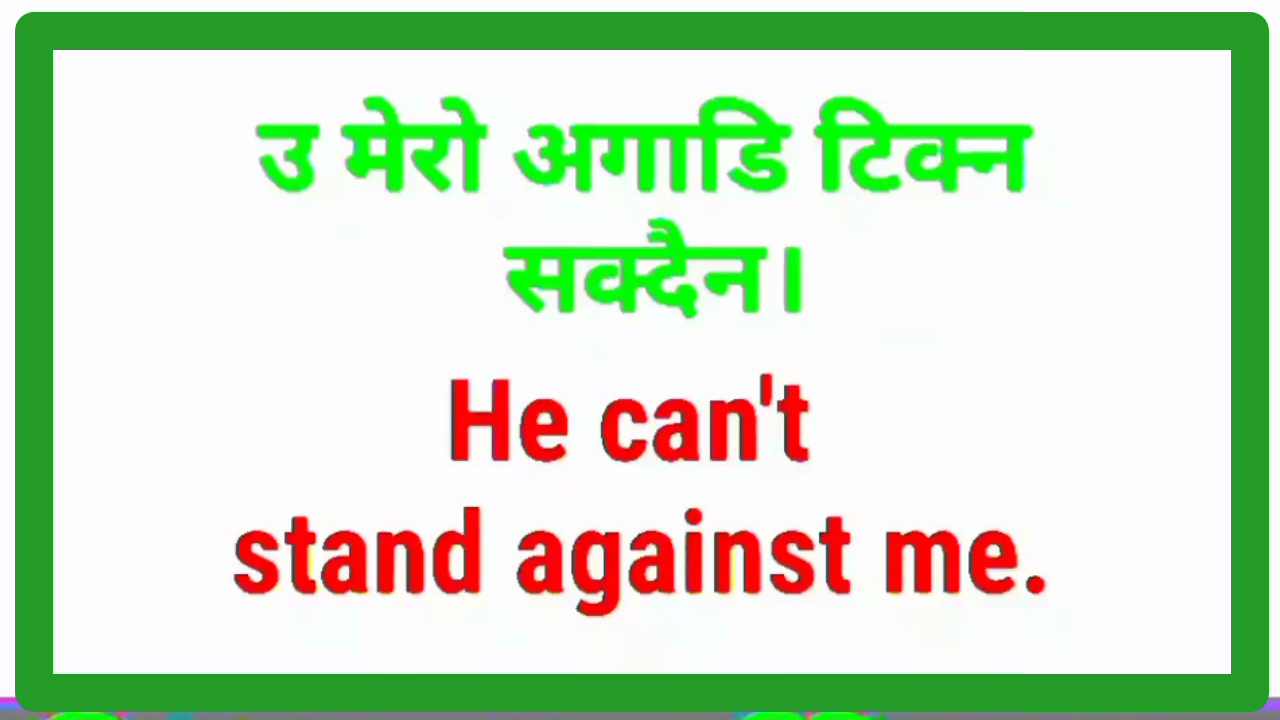 उ मेरो अगाडि टिक्न
सक्दैन।
He can't
stand against me.